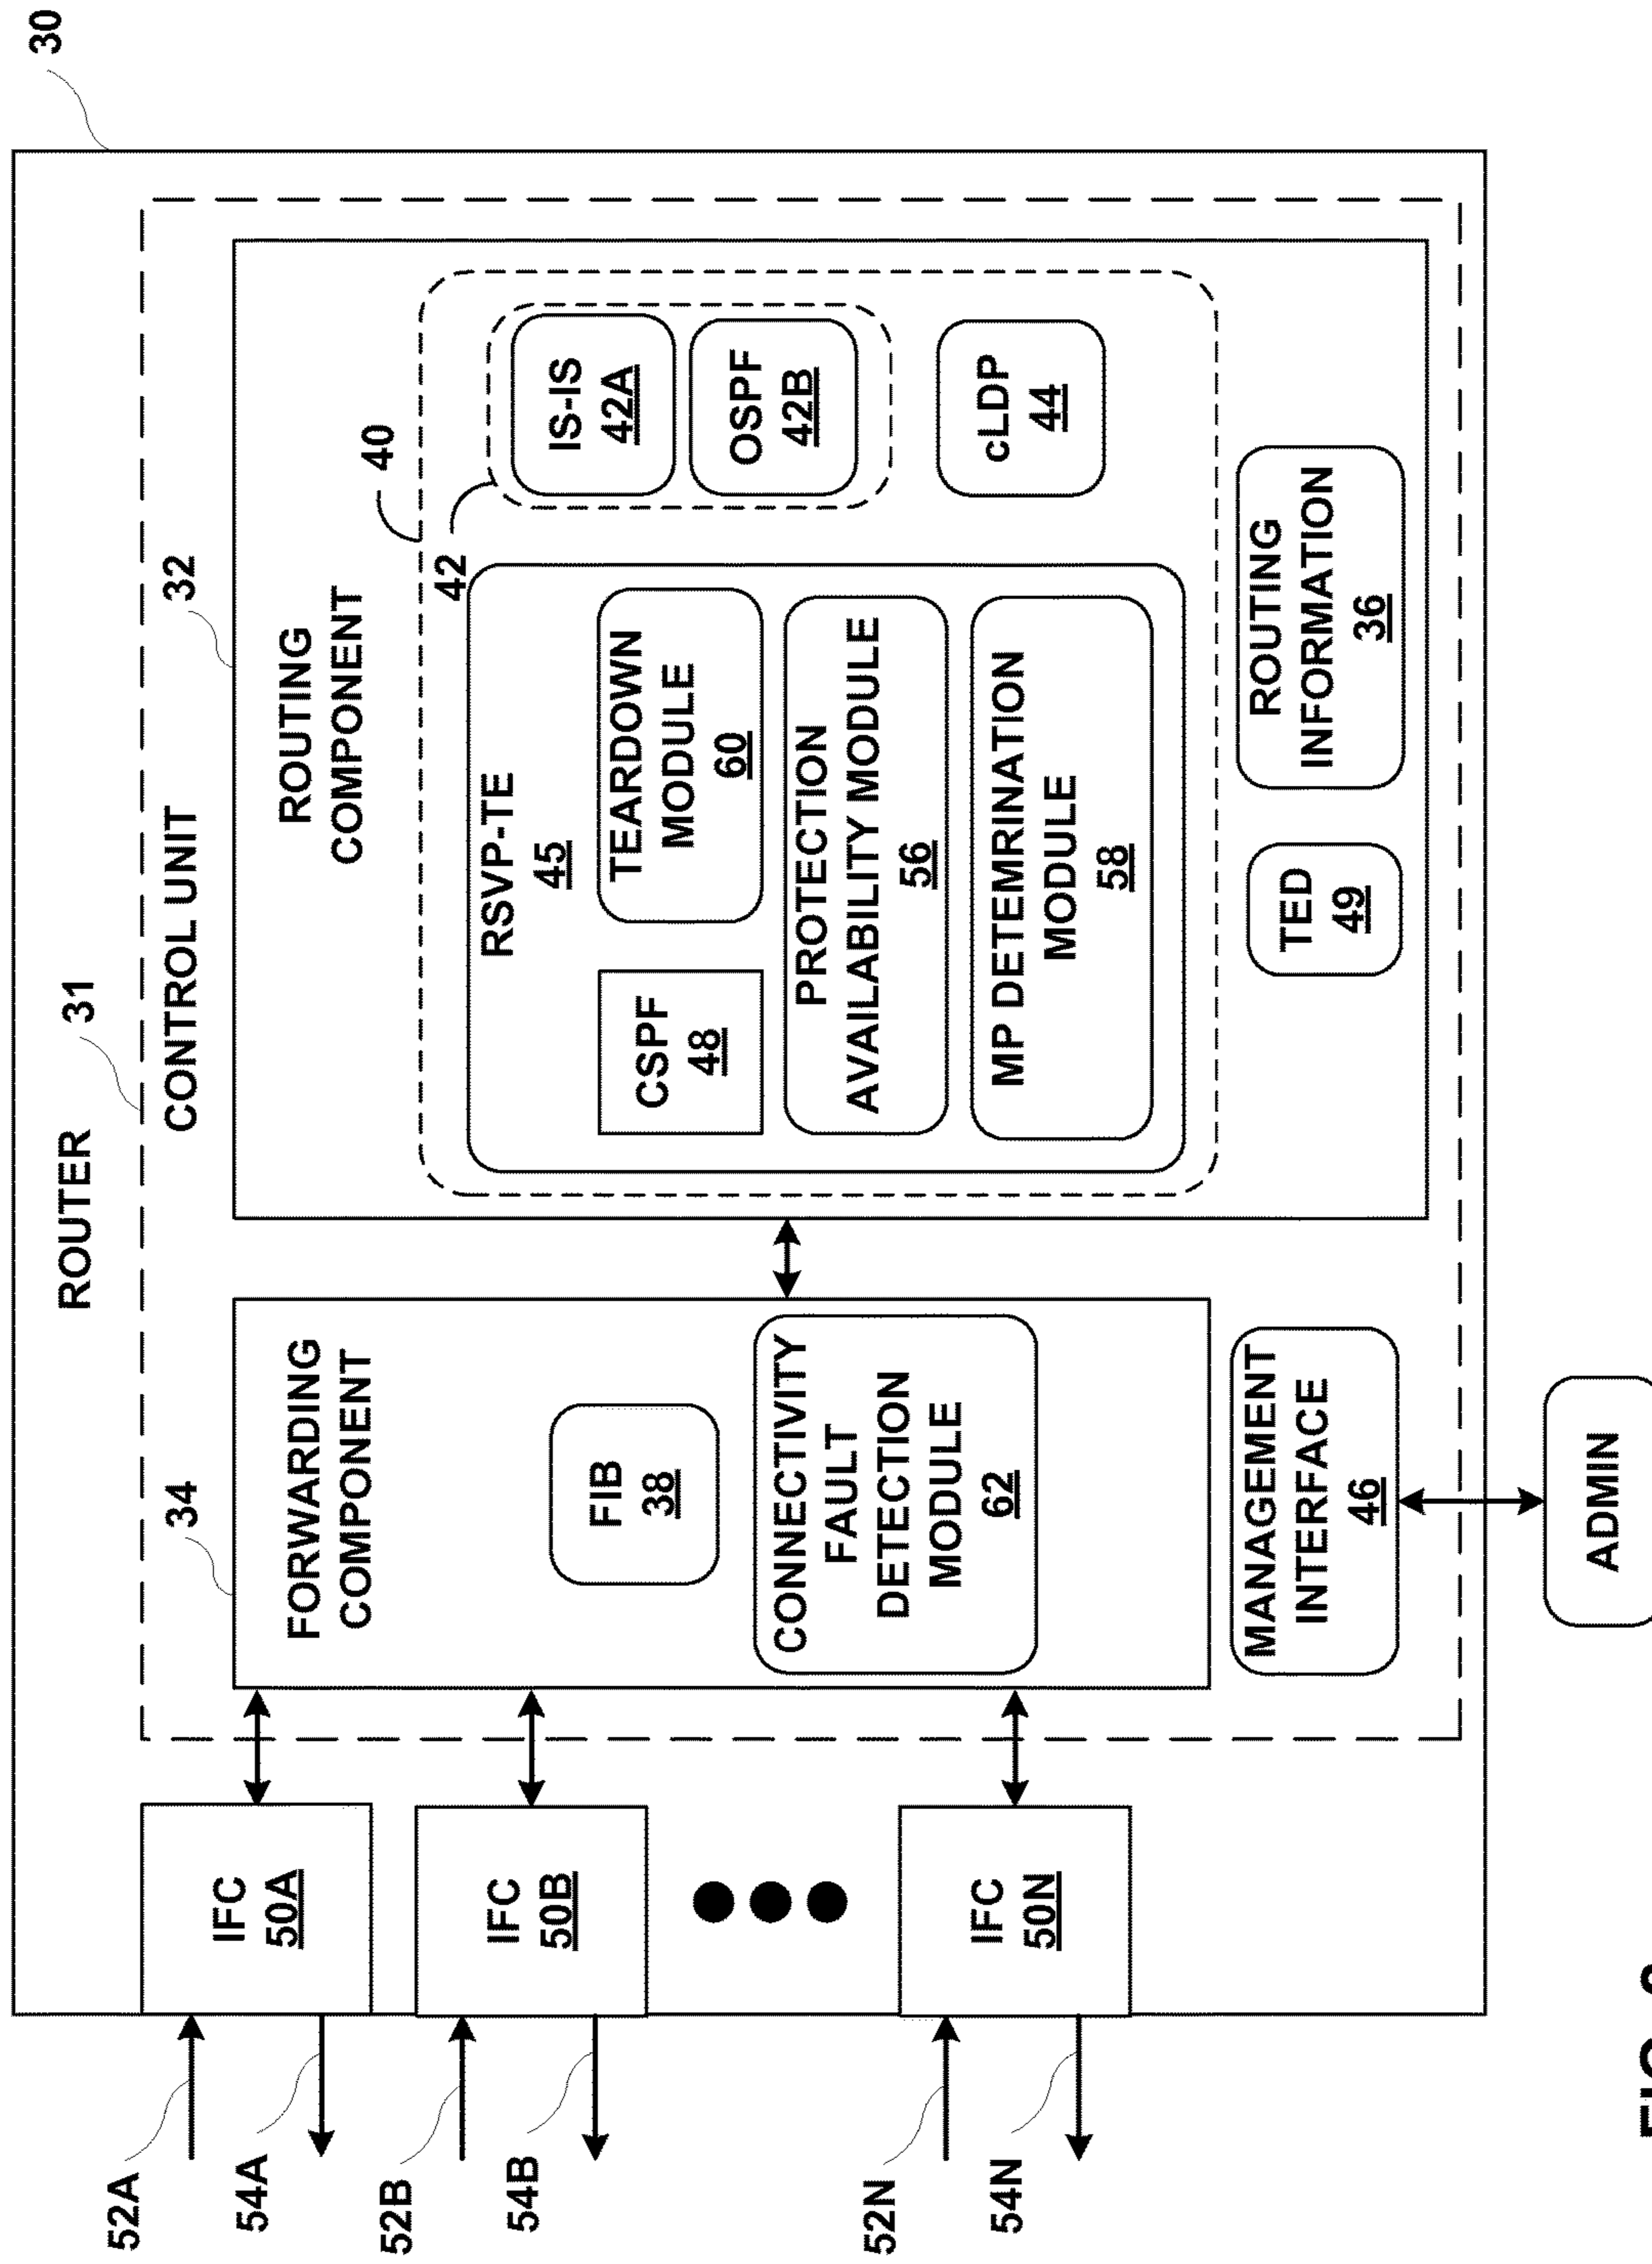 30
ROUTER
31
CONTROL UNIT
32
34
52A
54A
52B
54B
52N
54N
IFC
50A
IFC
50B
IFC
50N
FORWARDING
COMPONENT
FIB
38
CONNECTIVITY
FAULT
DETECTION
MODULE
62
MANAGEMENT
INTERFACE
46
ADMIN
ROUTING
COMPONENT
40
42
RSVP-TE
45
CSPF
48
TEARDOWN
MODULE
60
PROTECTION
AVAILABILITY MODULE
56
MP DETEMRINATION
MODULE
58
IS-IS
42A
OSPF
42B
cLDP
44
TED
49
ROUTING
INFORMATION
36